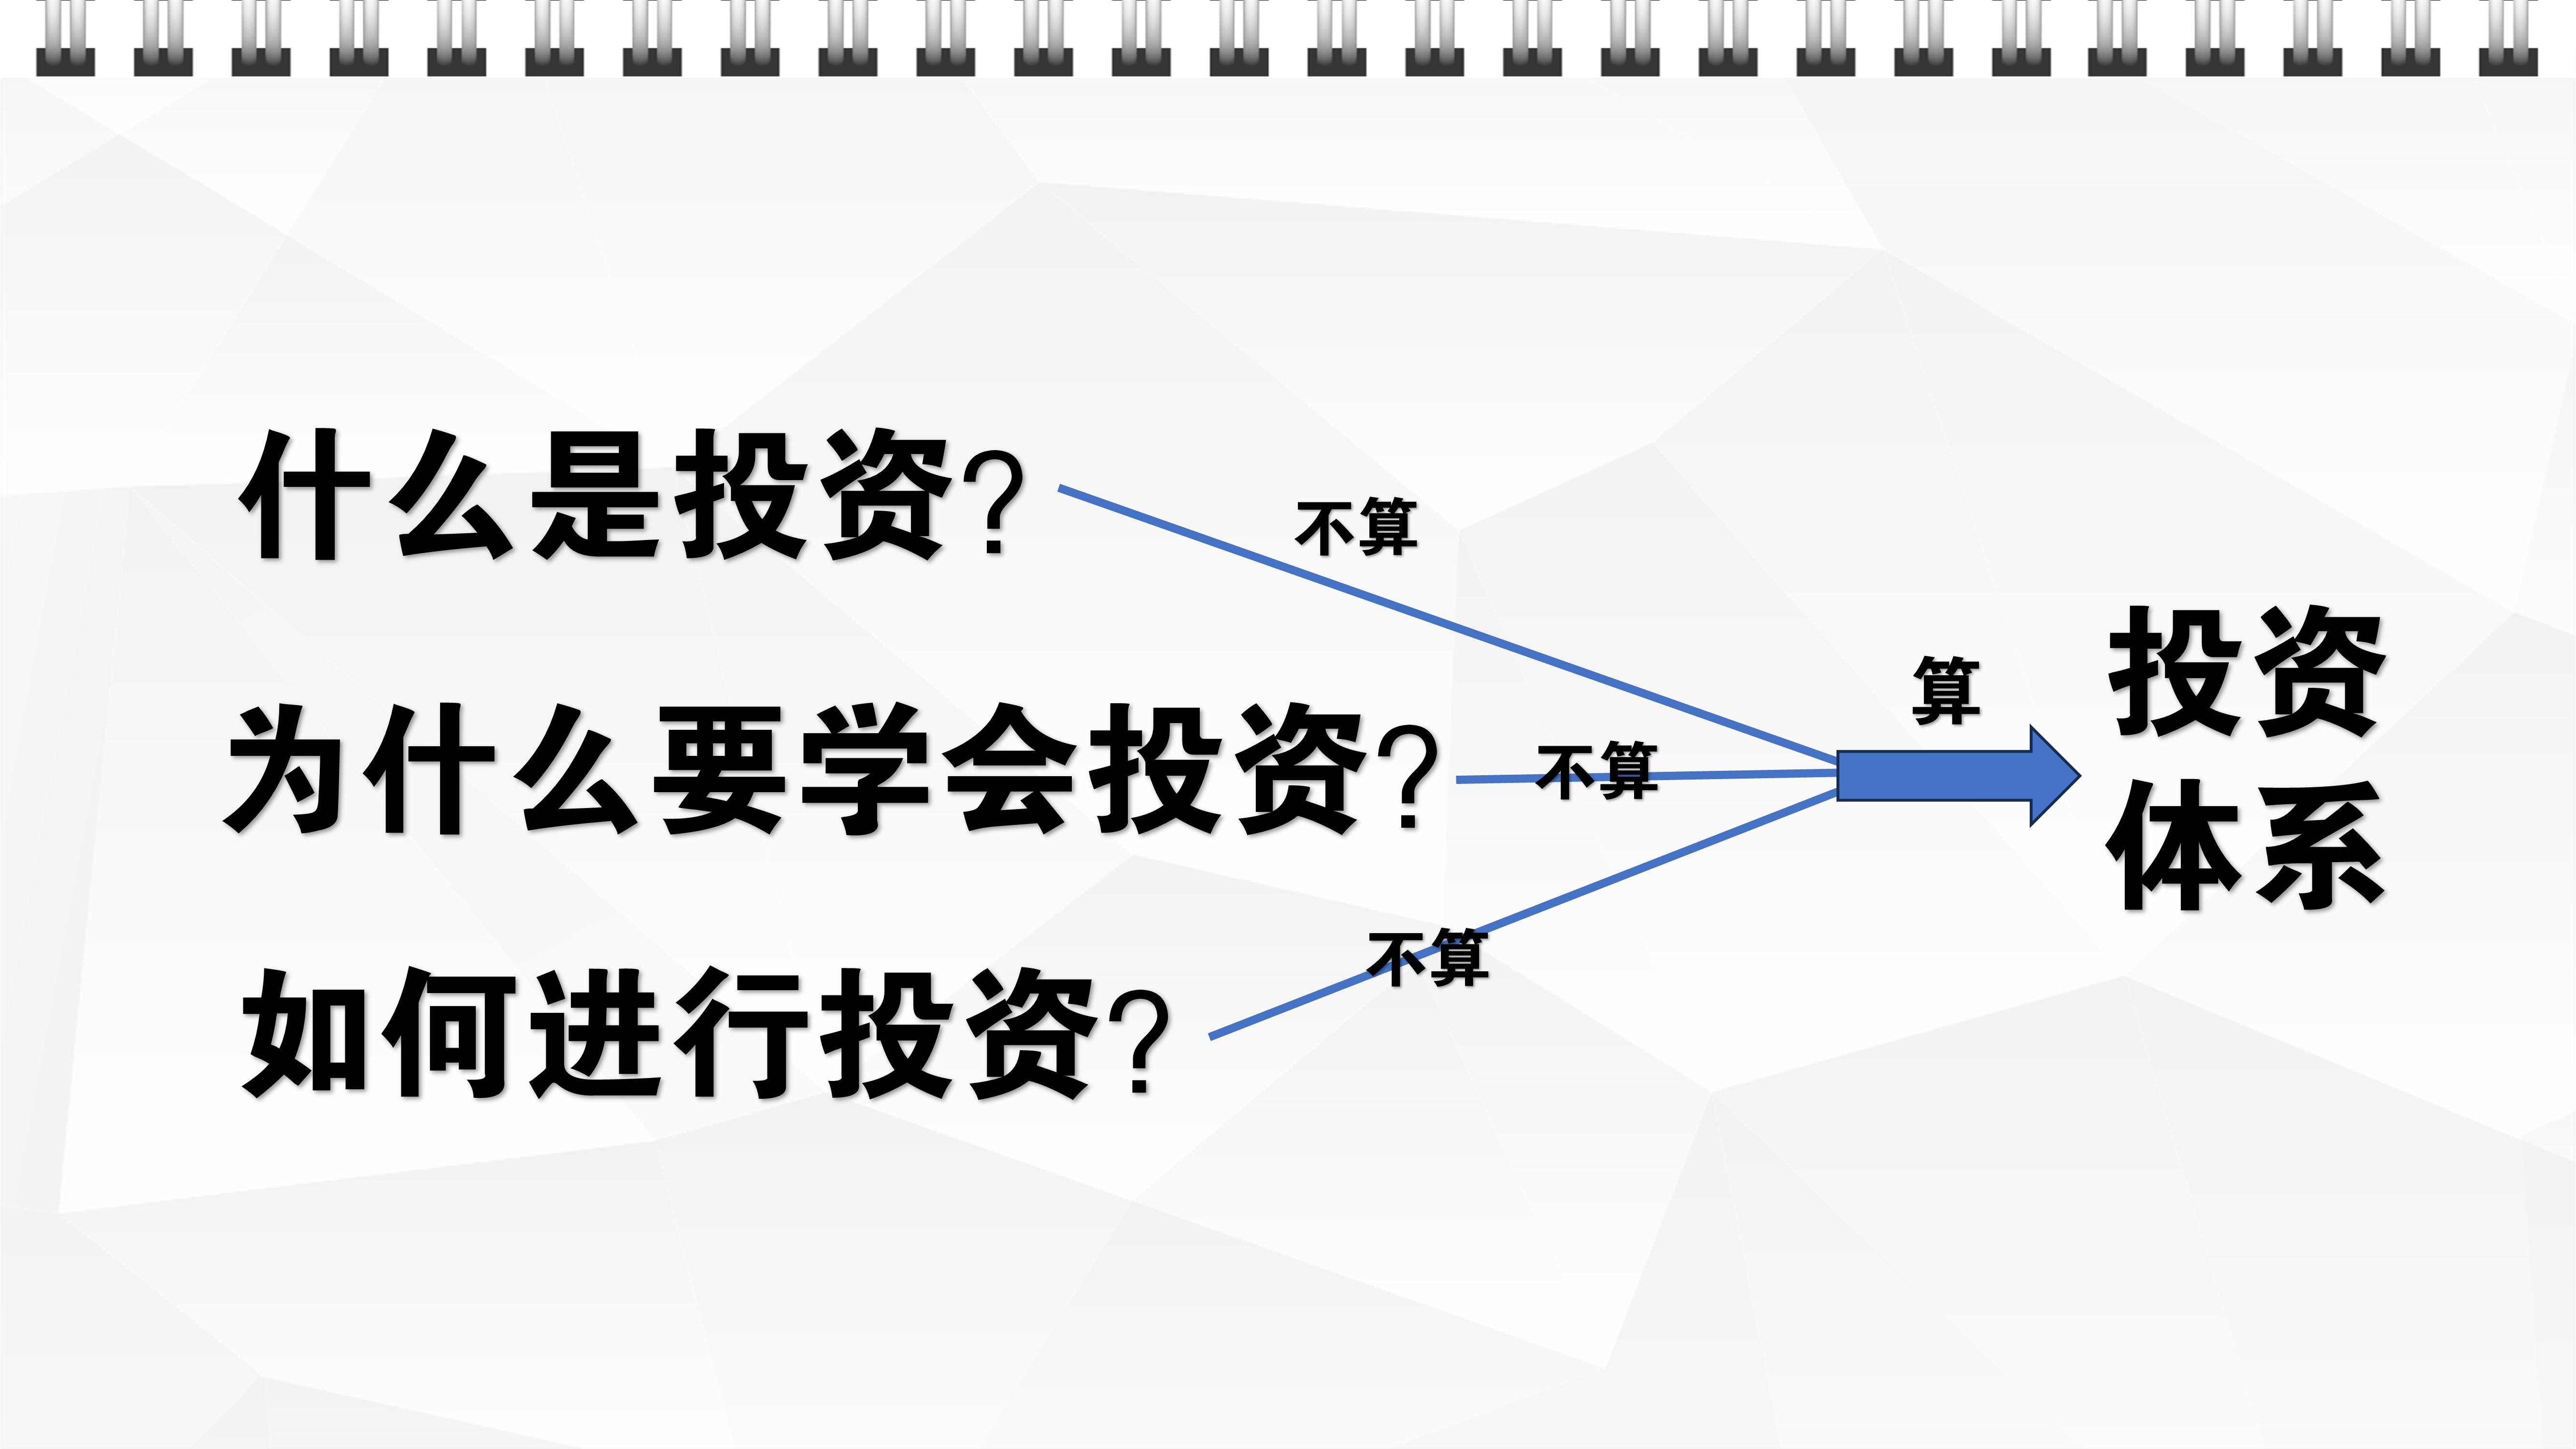 什么是投资?
不算
为什么要学会投资?
不算
算
投资
体系
不算
如何进行投资?